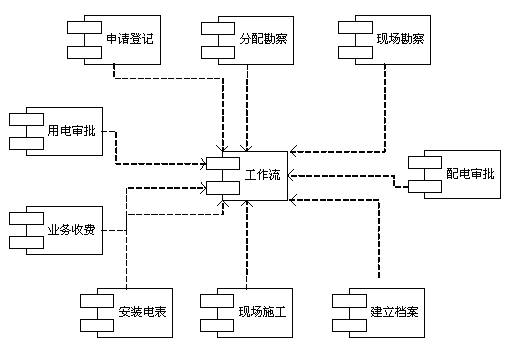 申请登记
分配勘察
现场勘察
用电审批
工作流
配电审批
业务收费
安装电表
现场施工
建立档案